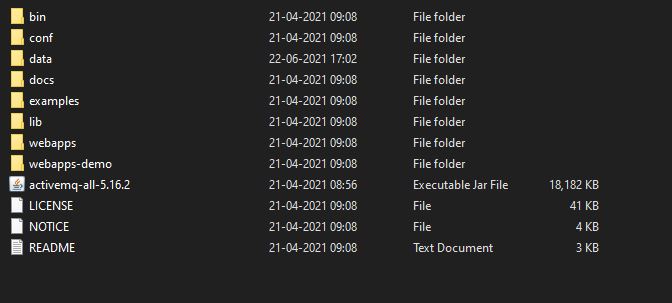 bin 21-04-2021 09:08 File folder
conf 21-04-2021 09:08 File folder
data 22-06-2021 17:02 File folder
docs 21-04-2021 09:08 File folder
examples 21-04-2021 09:08 File folder
lib 21-04-2021 09:08 File folder
webapps 21-04-2021 09:08 File folder
webapps-demo 21-04-2021 09:08 File folder
activemq-all-5.16.2 21-04-2021 08:56 Executable Jar File 18,182 KB
LICENSE 21-04-2021 09:08 File 41 KB
NOTICE 21-04-2021 09:08 File 4 KB
README 21-04-2021 09:08 Text Document 3 KB